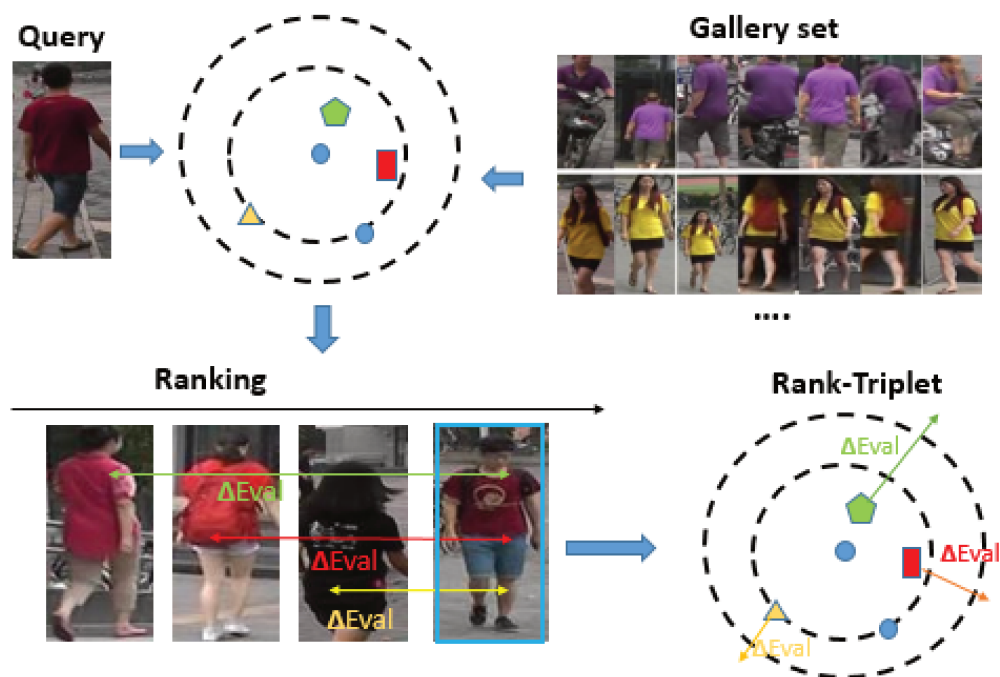 Query
Gallery set
....
Ranking
Rank-Triplet
ΔEval
ΔEval
ΔEval
ΔEval
ΔEval
ΔEval